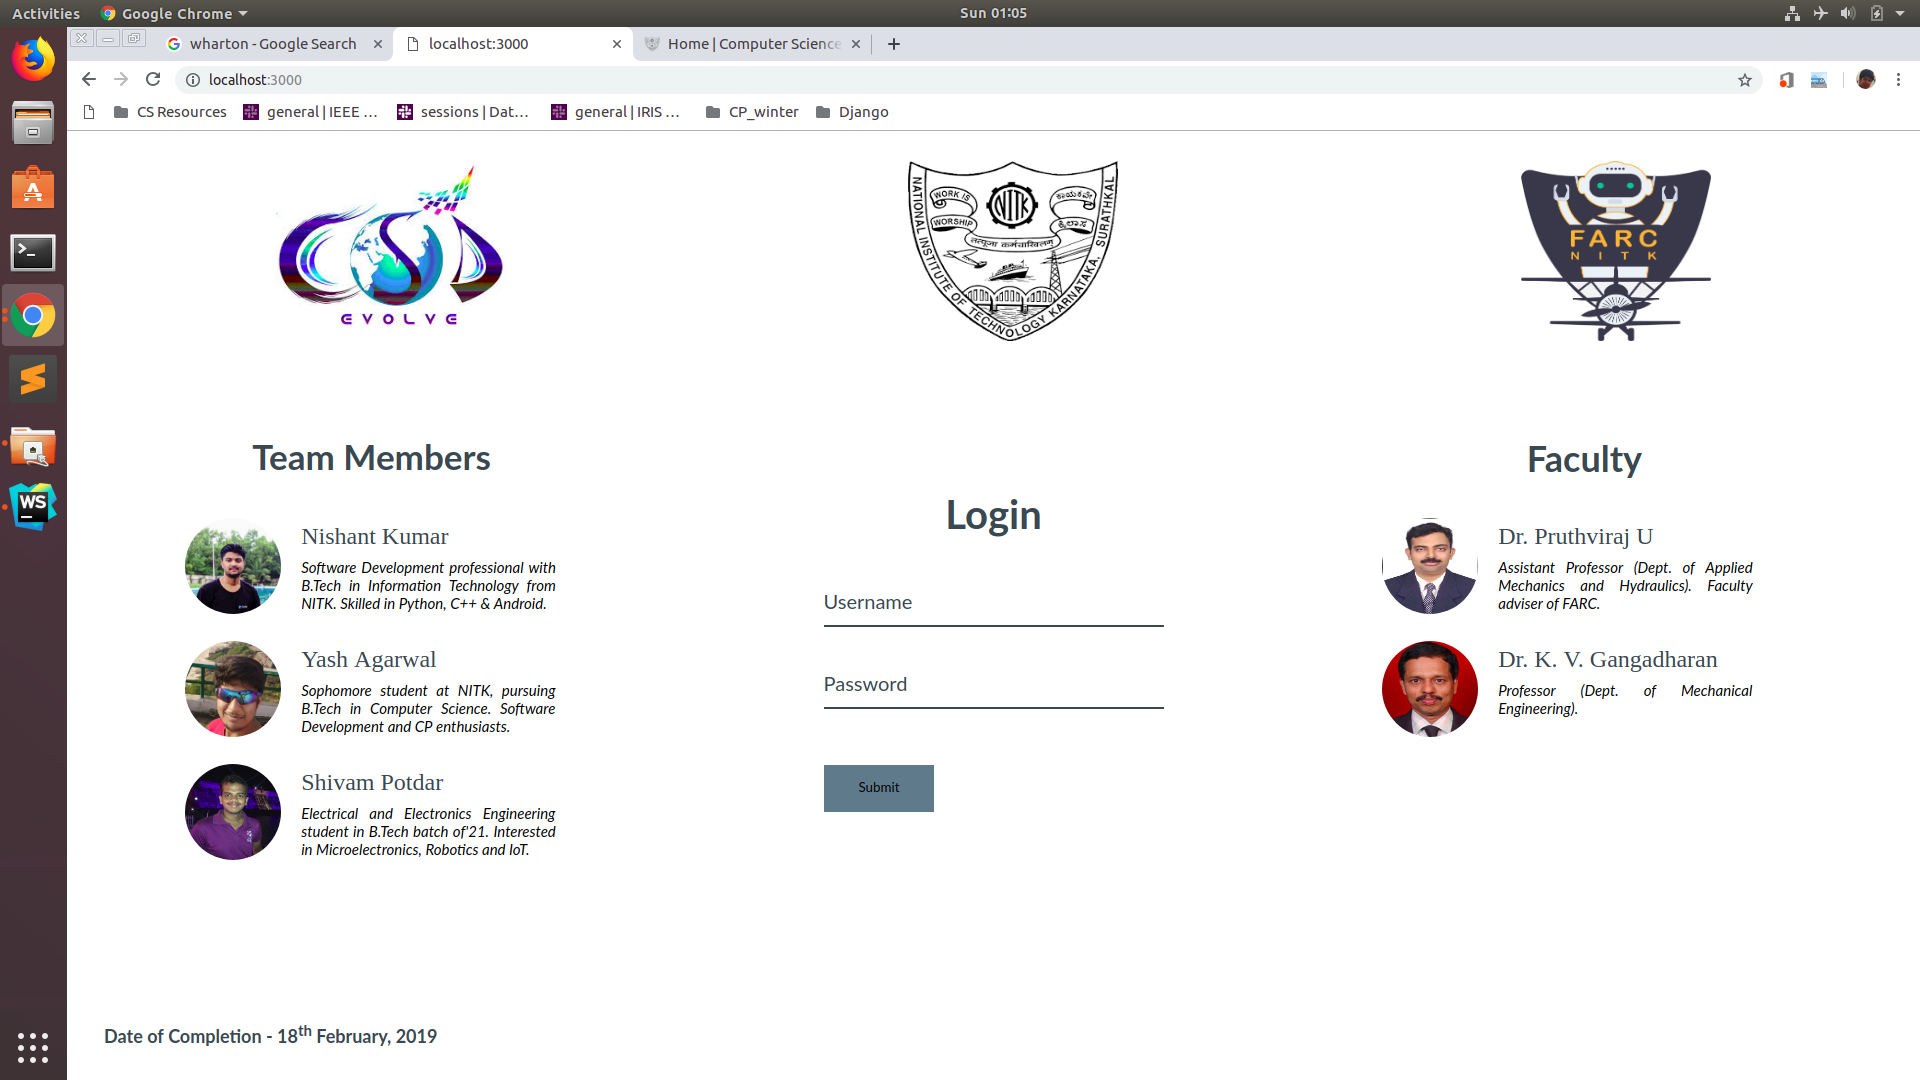 Activities
Google Chrome
Sun 01:05
wharton - Google Search
localhost:3000
Home | Computer Science
localhost:3000
CS Resources
general | IEEE ...
sessions | Dat...
general | IRIS ...
CP_winter
Django
EVOLVE
NATIONAL INSTITUTE OF TECHNOLOGY KARNATAKA, SURATHKAL
WORK IS
WORSHIP
NITK
ಕಾಯಕವೇ
ಕೈಲಾಸ
FARC
NITK
Team Members
Nishant Kumar
Software Development professional with
B.Tech in Information Technology from
NITK. Skilled in Python, C++ & Android.
Yash Agarwal
Sophomore student at NITK, pursuing
B.Tech in Computer Science. Software
Development and CP enthusiasts.
Shivam Potdar
Electrical and Electronics Engineering
student in B.Tech batch of'21. Interested
in Microelectronics, Robotics and IoT.
Login
Username
Password
Submit
Faculty
Dr. Pruthviraj U
Assistant Professor (Dept. of Applied
Mechanics and Hydraulics). Faculty
adviser of FARC.
Dr. K. V. Gangadharan
Professor (Dept. of Mechanical
Engineering).
WS
Date of Completion - 18th February, 2019